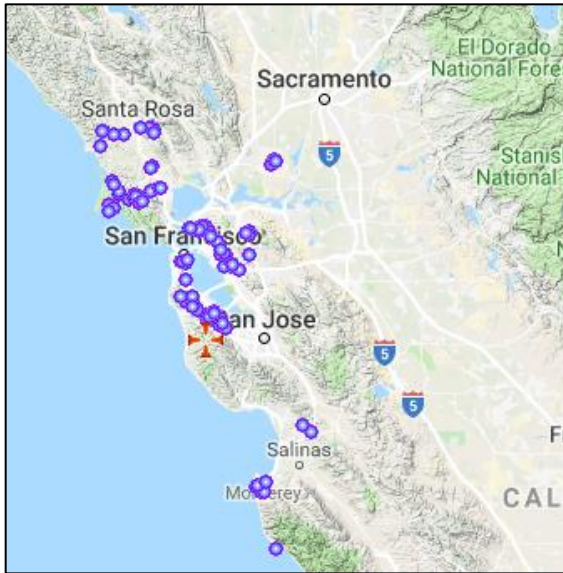 El Dorado
National Fore
Sacramento
Santa Rosa
5
Stanis
National
San Francisco
an Jose
5
5
Salinas
F
Monterey
CAL